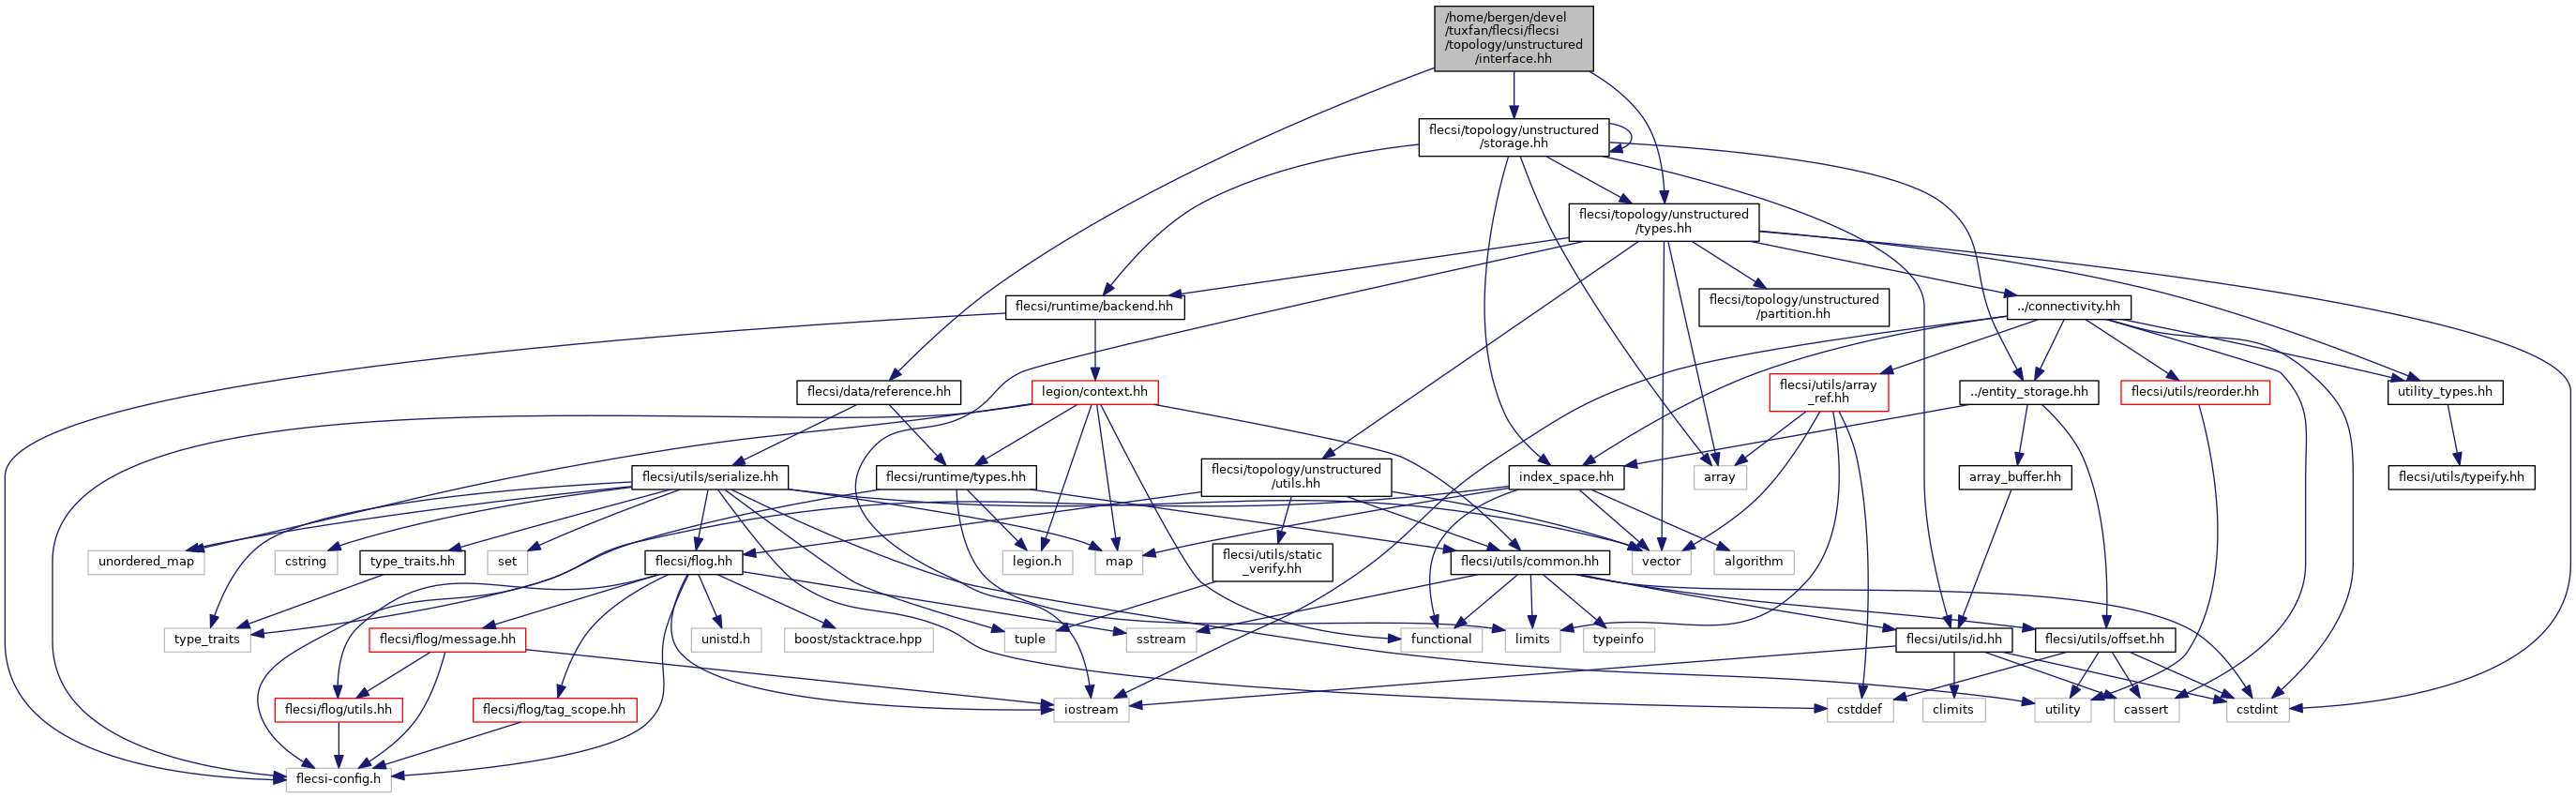 /home/bergen/devel
/tuxfan/flecsi/flecsi
/topology/unstructured
/interface.hh
flecsi/topology/unstructured
/storage.hh
flecsi/topology/unstructured
/types.hh
flecsi/runtime/backend.hh
flecsi/topology/unstructured
/partition.hh
../connectivity.hh
flecsi/data/reference.hh
legion/context.hh
flecsi/utils/array
_ref.hh
../entity_storage.hh
flecsi/utils/reorder.hh
utility_types.hh
flecsi/utils/serialize.hh
flecsi/runtime/types.hh
flecsi/topology/unstructured
/utils.hh
index_space.hh
array
array_buffer.hh
flecsi/utils/typeify.hh
unordered_map
cstring
type_traits.hh
set
flecsi/flog.hh
legion.h
map
flecsi/utils/static
_verify.hh
flecsi/utils/common.hh
vector
algorithm
type_traits
flecsi/flog/message.hh
unistd.h
boost/stacktrace.hpp
tuple
sstream
functional
limits
typeinfo
flecsi/utils/id.hh
flecsi/utils/offset.hh
flecsi/flog/utils.hh
flecsi/flog/tag_scope.hh
iostream
cstddef
climits
utility
cassert
cstdint
flecsi-config.h